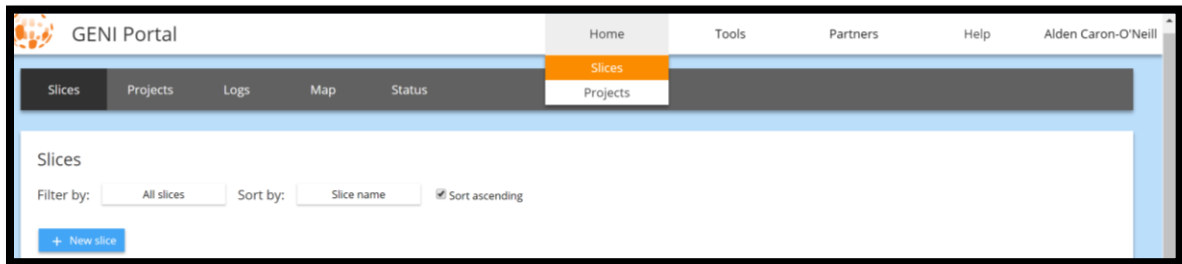 GENI Portal Home Tools Partners Help Alden Caron-O'Neill
Slices
Projects
Slices Projects Logs Map Status
Slices
Filter by: All slices Sort by: Slice name Sort ascending
+ New slice